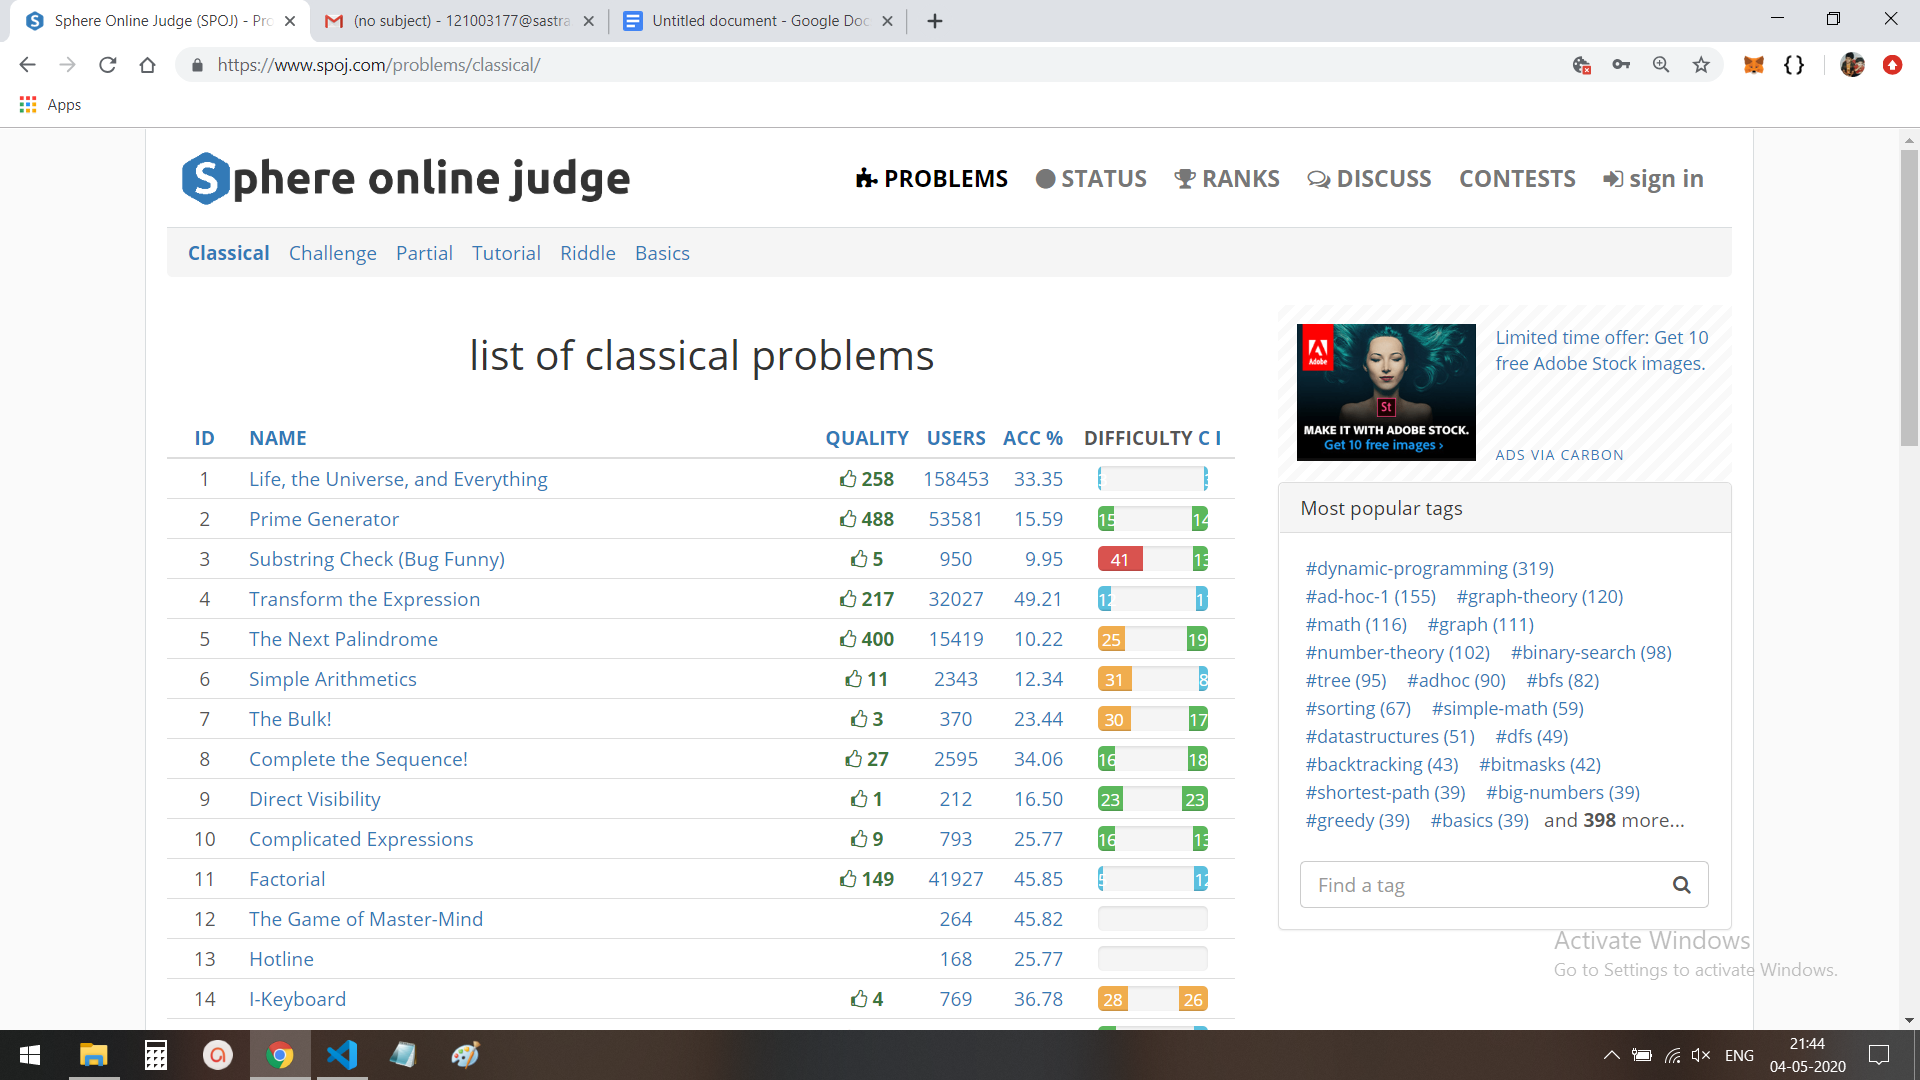 Sphere Online Judge (SPOJ) - Pro
(no subject) - 121003177@sastra
Untitled document - Google Doc
https://www.spoj.com/problems/classical/
Apps
Sphere online judge
PROBLEMS STATUS RANKS DISCUSS CONTESTS sign in
Classical Challenge Partial Tutorial Riddle Basics
list of classical problems
ID NAME QUALITY USERS ACC % DIFFICULTY C I
1 Life, the Universe, and Everything 258 158453 33.35
2 Prime Generator 488 53581 15.59 15 14
3 Substring Check (Bug Funny) 5 950 9.95 41 13
4 Transform the Expression 217 32027 49.21 12 11
5 The Next Palindrome 400 15419 10.22 25 19
6 Simple Arithmetics 11 2343 12.34 31 8
7 The Bulk! 3 370 23.44 30 17
8 Complete the Sequence! 27 2595 34.06 16 18
9 Direct Visibility 1 212 16.50 23 23
10 Complicated Expressions 9 793 25.77 16 13
11 Factorial 149 41927 45.85 5 12
12 The Game of Master-Mind 264 45.82
13 Hotline 168 25.77
14 I-Keyboard 4 769 36.78 28 26
Adobe
St
MAKE IT WITH ADOBE STOCK.
Get 10 free images ›
Limited time offer: Get 10
free Adobe Stock images.
ADS VIA CARBON
Most popular tags
#dynamic-programming (319)
#ad-hoc-1 (155) #graph-theory (120)
#math (116) #graph (111)
#number-theory (102) #binary-search (98)
#tree (95) #adhoc (90) #bfs (82)
#sorting (67) #simple-math (59)
#datastructures (51) #dfs (49)
#backtracking (43) #bitmasks (42)
#shortest-path (39) #big-numbers (39)
#greedy (39) #basics (39) and 398 more...
Find a tag
Activate Windows
Go to Settings to activate Windows.
ENG
21:44
04-05-2020